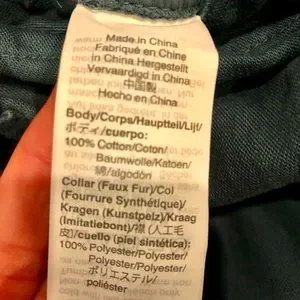 Made in China
Fabriqué en Chine
In China.Hergestellt
Vervaardigd in China
中国製
Hecho en China
Body/Corps/Hauptteil/Lijf/
ボディ/cuerpo:
100% Cotton/Coton/
Baumwolle/Katoen/
綿/algodón
Collar (Faux Fur)/Col
(Fourrure Synthétique)/
Kragen (Kunstpelz)/Kraag
(Imitatiebont)/襟 (人工毛
皮)/cuello (piel sintética):
100% Polyester/Polyester/
Polyester/Polyester/
ポリエステル/
poliéster